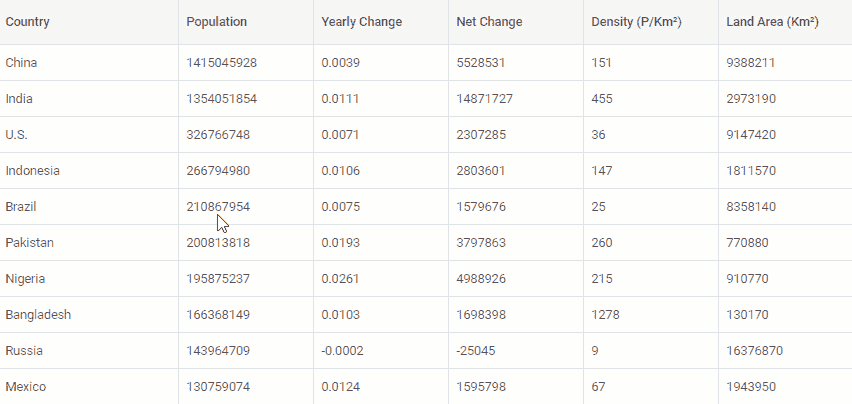 Country Population Yearly Change Net Change Density (P/Km²) Land Area (Km²)
China 1415045928 0.0039 5528531 151 9388211
India 1354051854 0.0111 14871727 455 2973190
U.S. 326766748 0.0071 2307285 36 9147420
Indonesia 266794980 0.0106 2803601 147 1811570
Brazil 210867954 0.0075 1579676 25 8358140
Pakistan 200813818 0.0193 3797863 260 770880
Nigeria 195875237 0.0261 4988926 215 910770
Bangladesh 166368149 0.0103 1698398 1278 130170
Russia 143964709 -0.0002 -25045 9 16376870
Mexico 130759074 0.0124 1595798 67 1943950